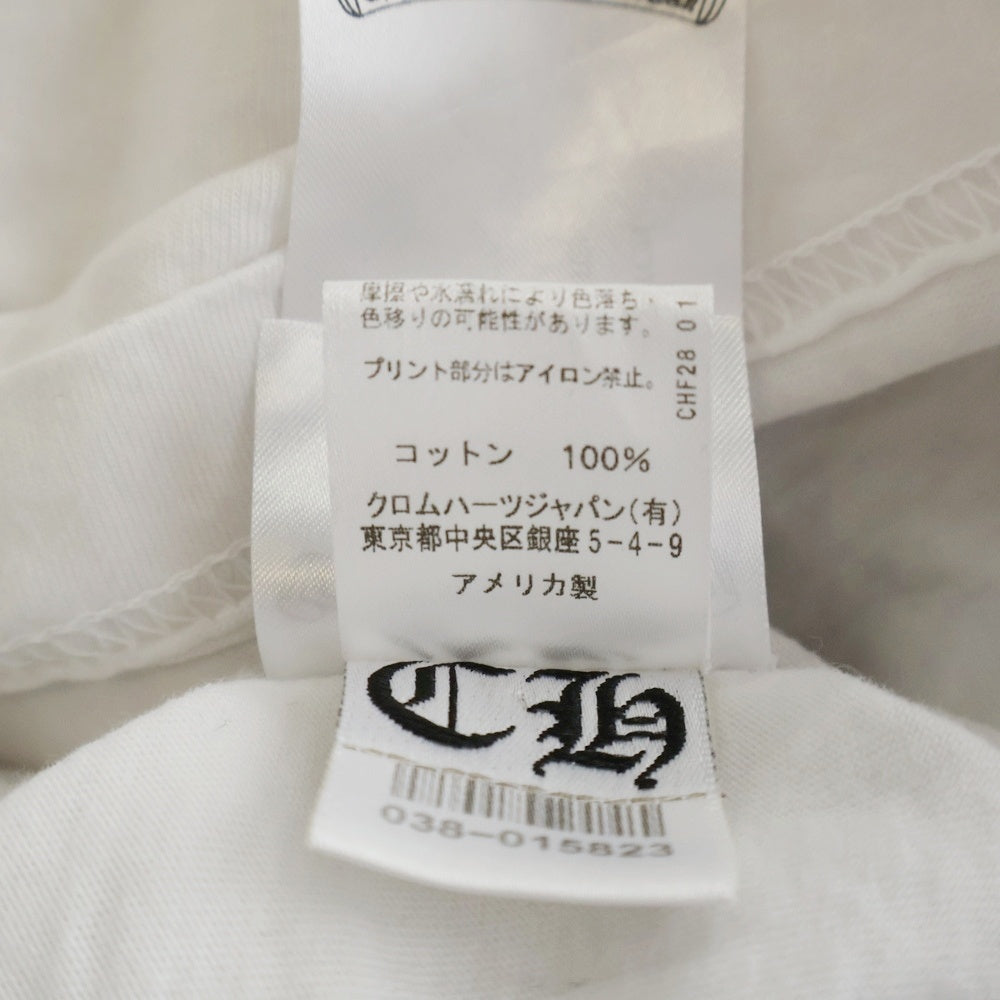 摩擦や水濡れにより色落ち、
色移りの可能性があります。
プリント部分はアイロン禁止。
CHF28 01
コットン 100%
クロムハーツジャパン(有)
東京都中央区銀座5-4-9
アメリカ製
CH
038-015823